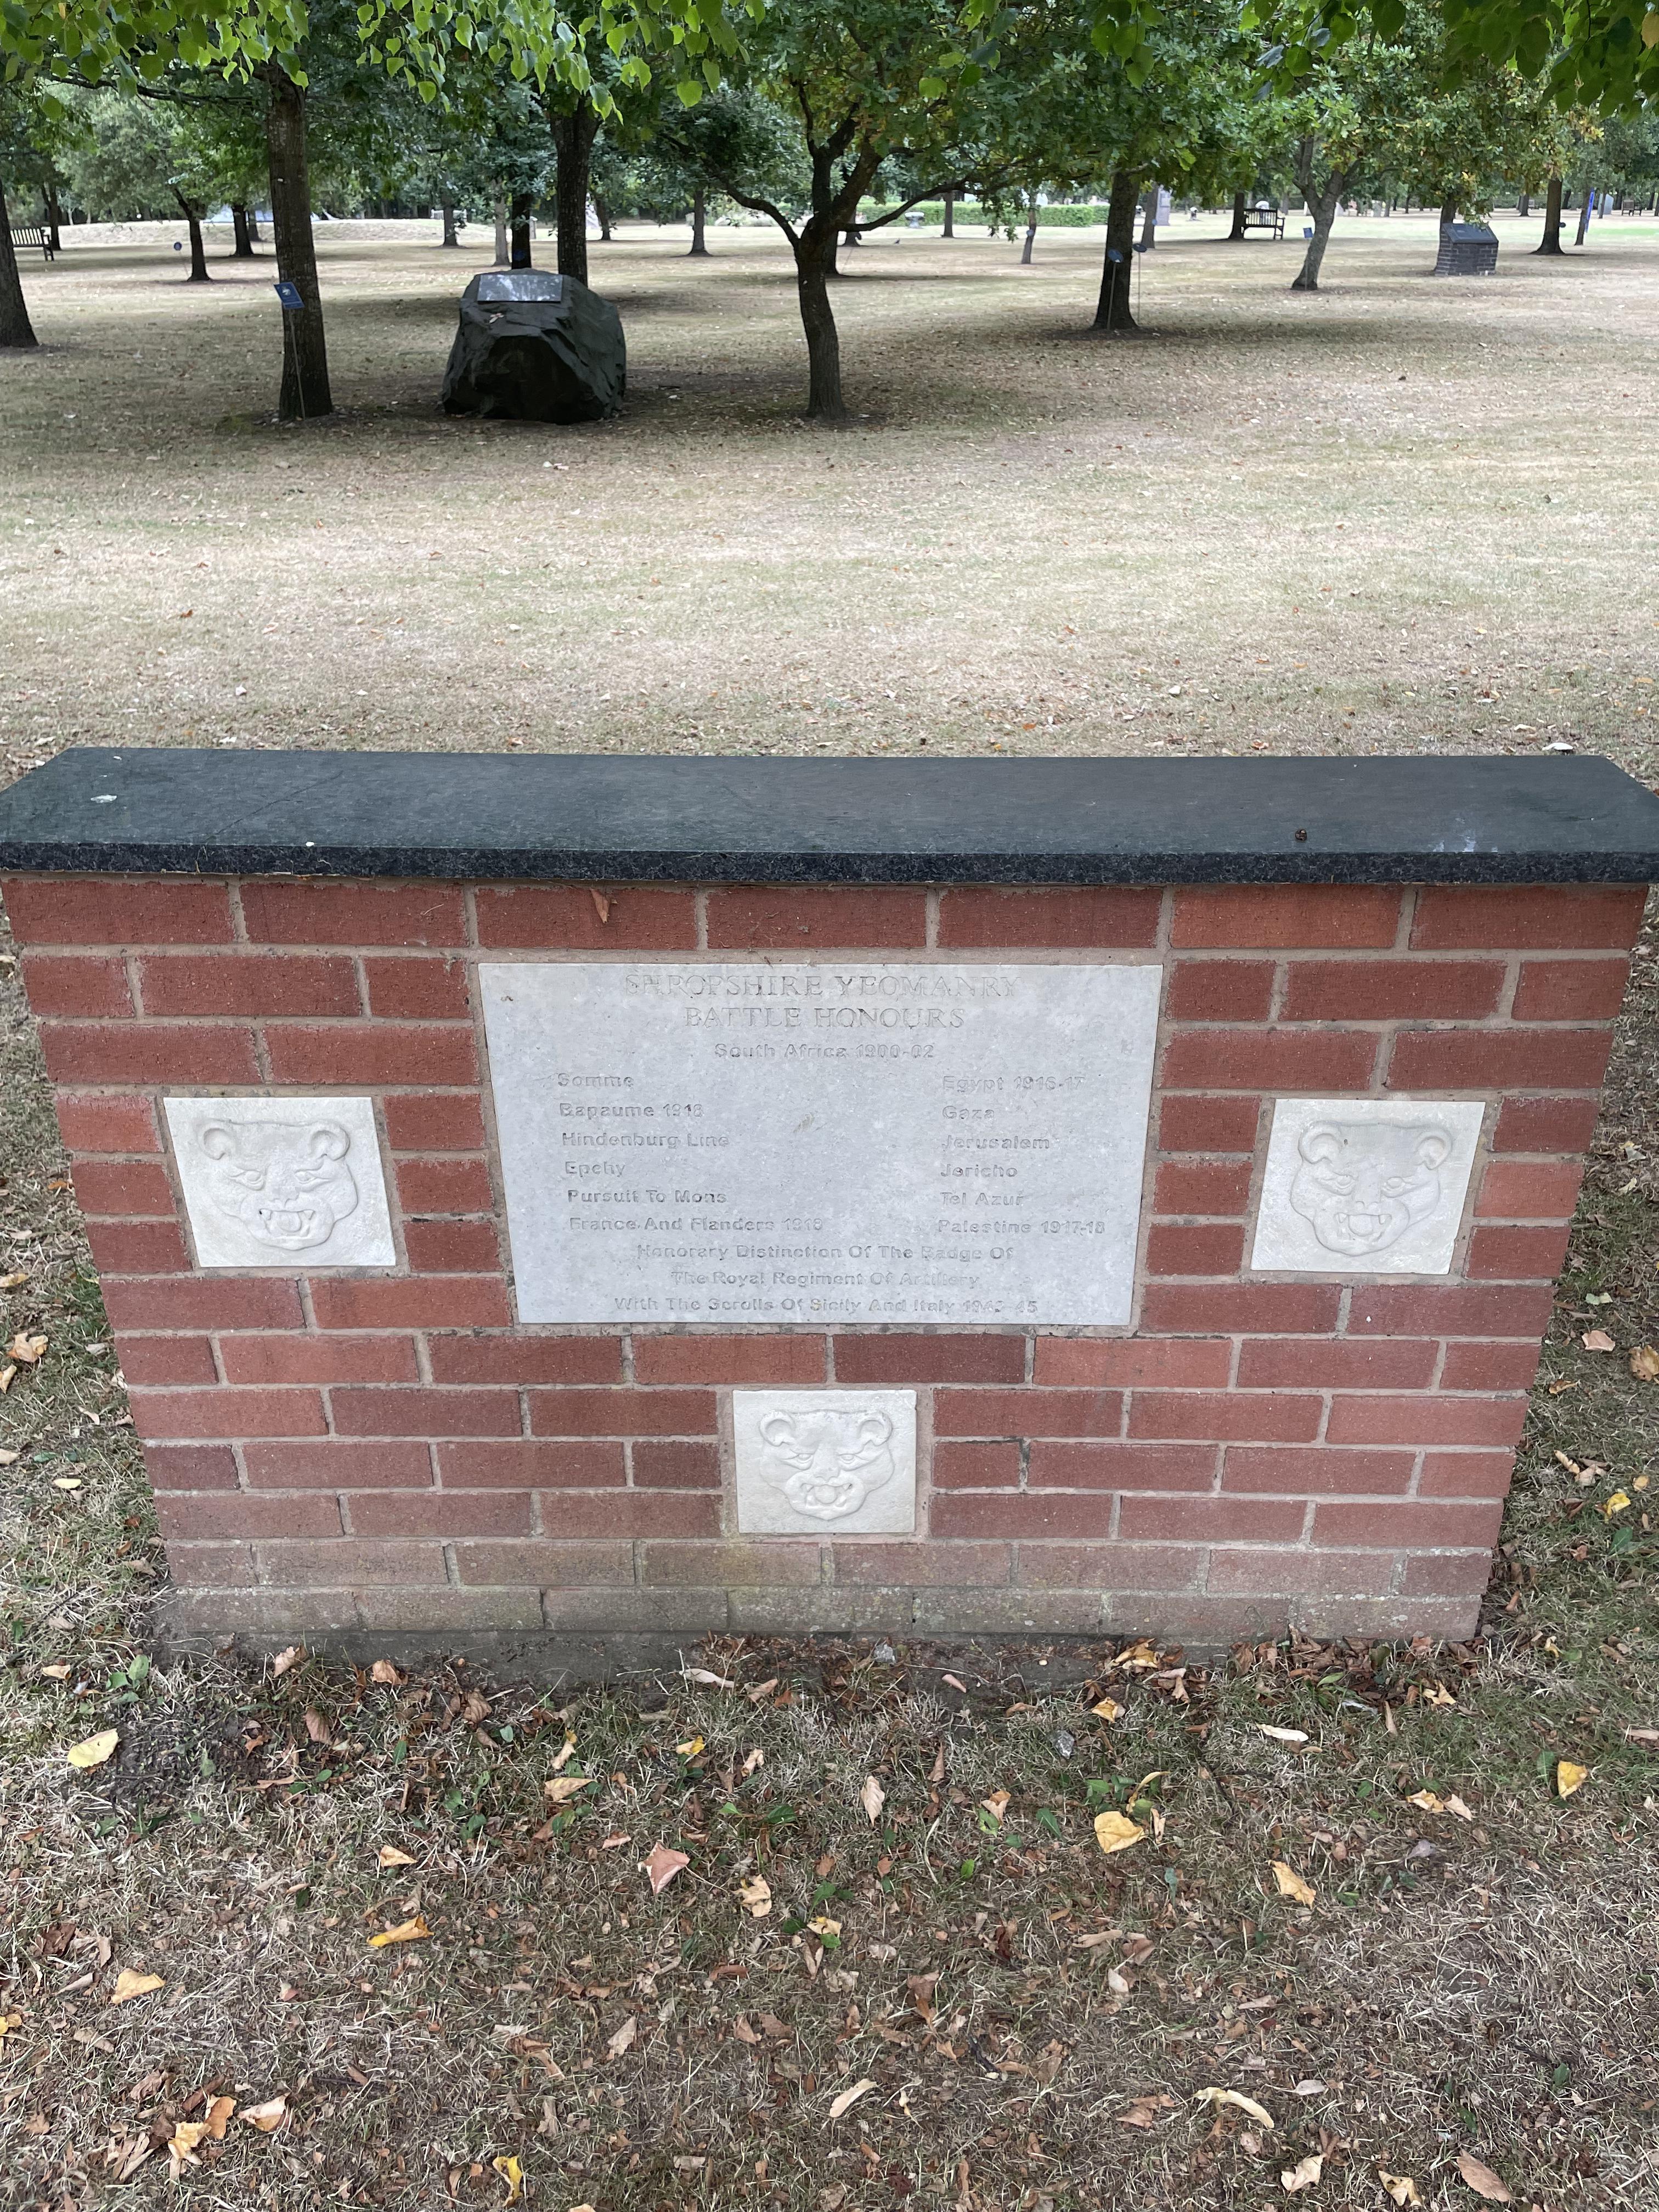 SHROPSHIRE YEOMANRY
BATTLE HONOURS
South Africa 1900-02
Somme
Bapaume 1918
Hindenburg Line
Epehy
Pursuit To Mons
France And Flanders 1918
Egypt 1916-17
Gaza
Jerusalem
Jericho
Tel Azur
Palestine 1917-18
Honorary Distinction Of The Badge Of
The Royal Regiment Of Artillery
With The Scrolls Of Sicily And Italy 1943-45